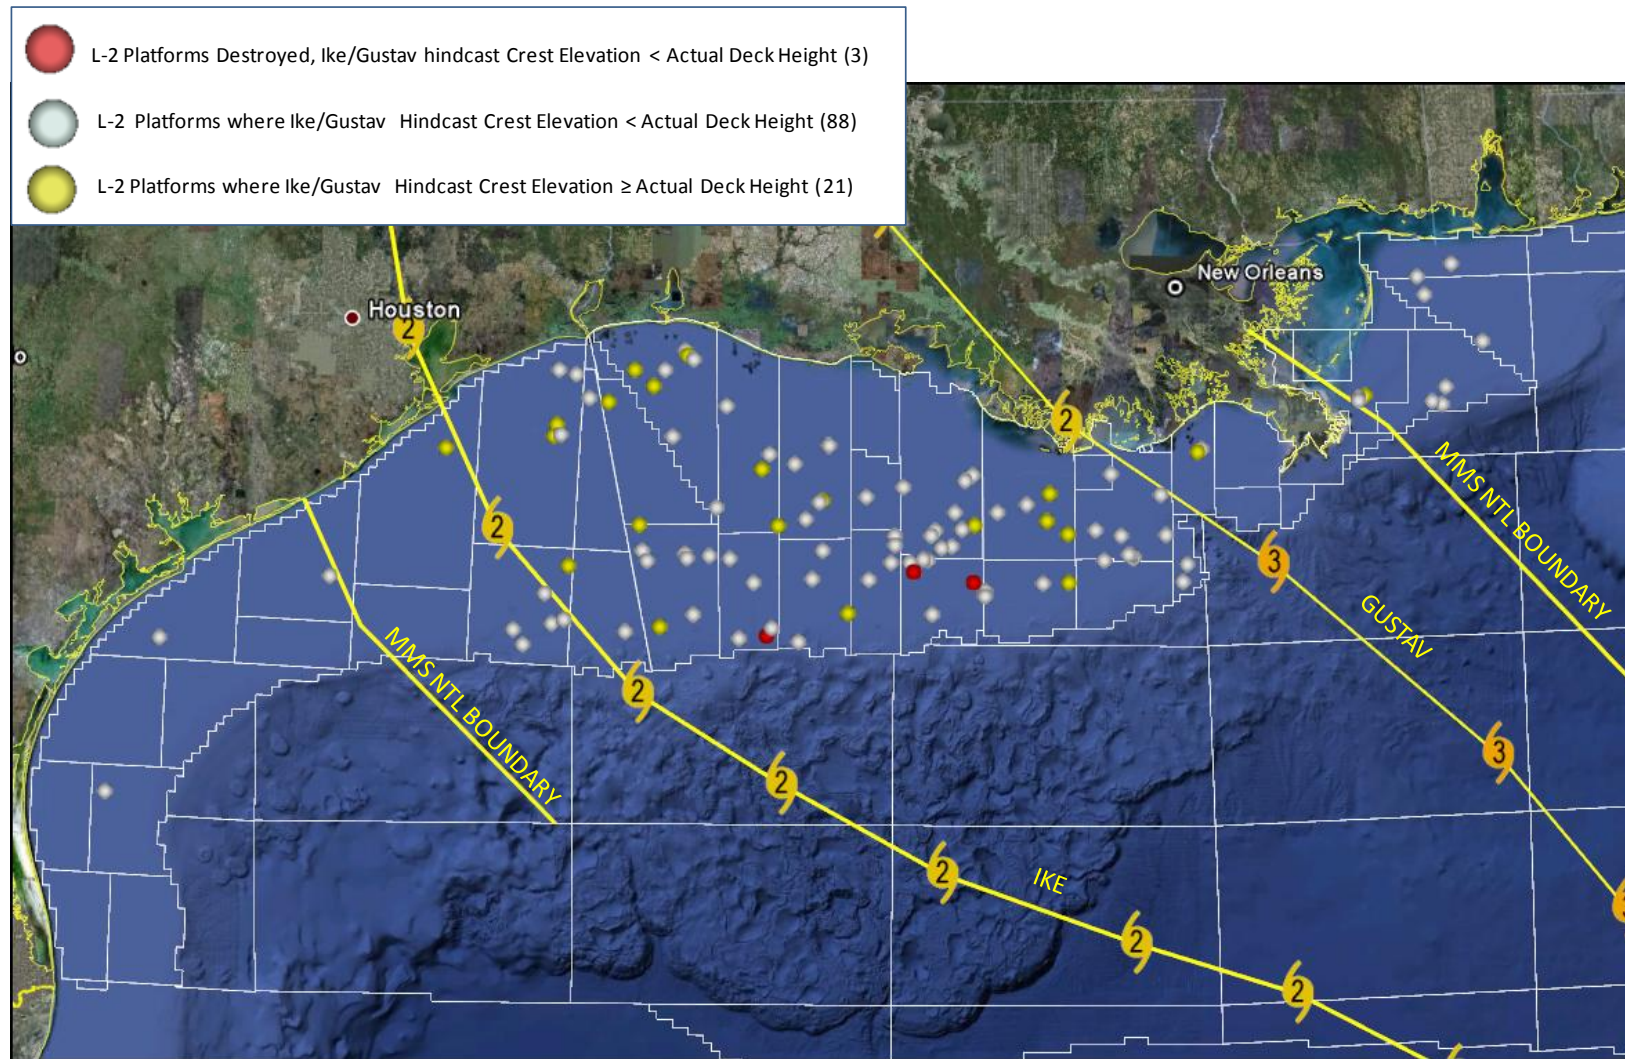 L-2 Platforms Destroyed, Ike/Gustav hindcast Crest Elevation < Actual Deck Height (3)
L-2 Platforms where Ike/Gustav Hindcast Crest Elevation < Actual Deck Height (88)
L-2 Platforms where Ike/Gustav Hindcast Crest Elevation ≥ Actual Deck Height (21)
New Orleans
Houston
2
2
2
3
MMS NTL BOUNDARY
GUSTAV
MMS NTL BOUNDARY
2
3
2
2
IKE
2
2